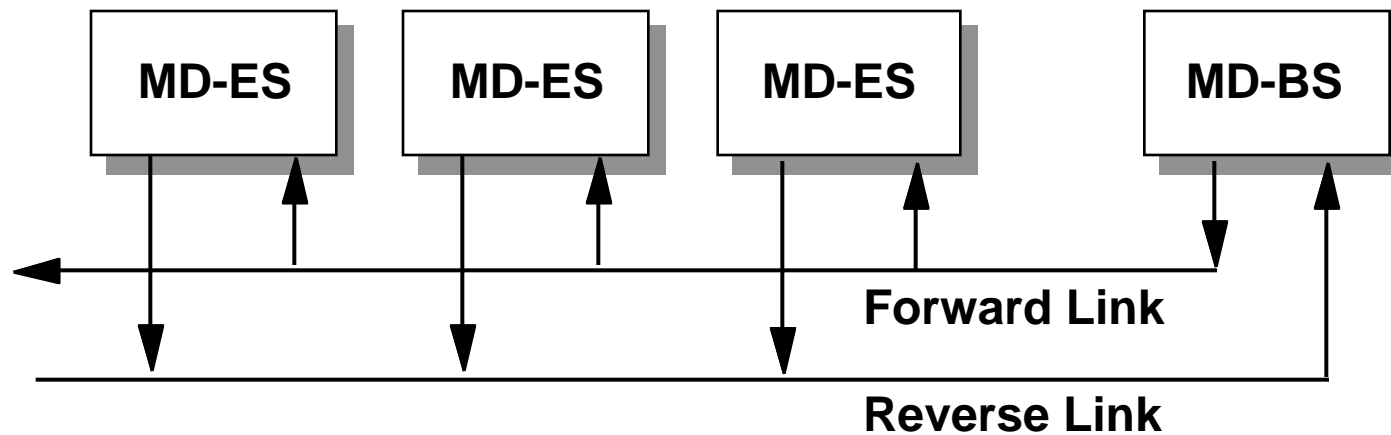 MD-ES
MD-ES
MD-ES
MD-BS
Forward Link
Reverse Link